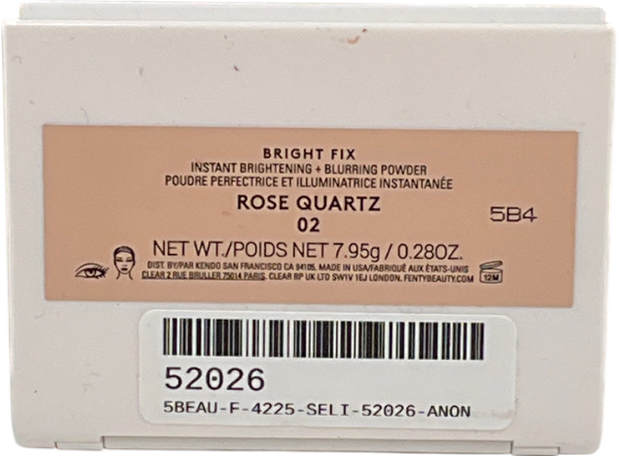 BRIGHT FIX
INSTANT BRIGHTENING + BLURRING POWDER
POUDRE PERFECTRICE ET ILLUMINATRICE INSTANTANÉE
ROSE QUARTZ
02
5B4
NET WT./POIDS NET 7.95g / 0.28OZ.
DIST. BY/PAR KENDO SAN FRANCISCO CA 94105. MADE IN USA/FABRIQUÉ AUX ÉTATS-UNIS
CLEAR 2 RUE BRULLER 75014 PARIS. CLEAR RP UK LTD SW1V 1EJ LONDON. FENTYBEAUTY.COM
12M
52026
5BEAU-F-4225-SELI-52026-ANON